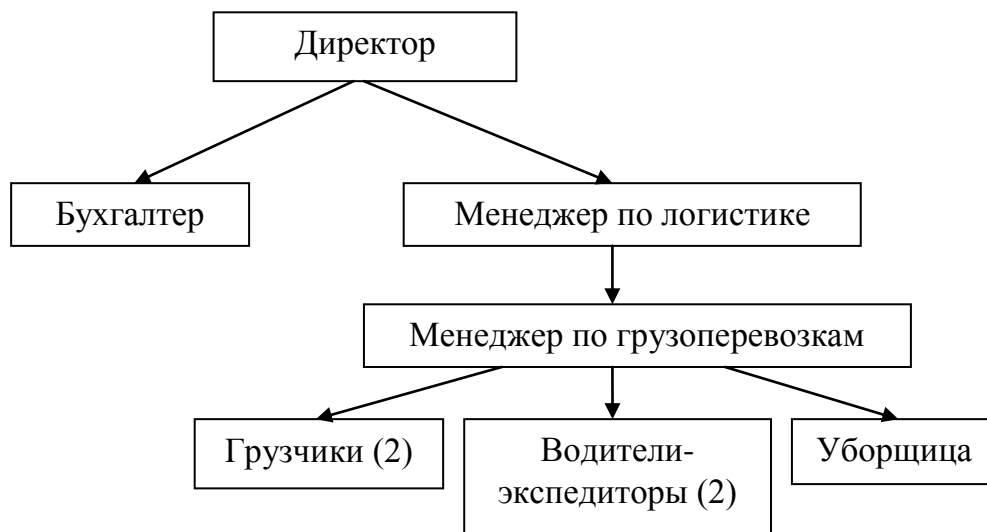 Директор
Бухгалтер
Менеджер по логистике
Менеджер по грузоперевозкам
Грузчики (2)
Водители-
экспедиторы (2)
Уборщица